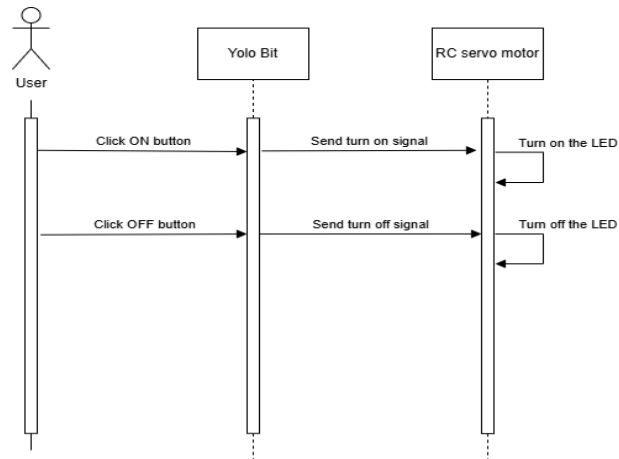 User
Yolo Bit
RC servo motor
Click ON button
Send turn on signal
Turn on the LED
Click OFF button
Send turn off signal
Turn off the LED